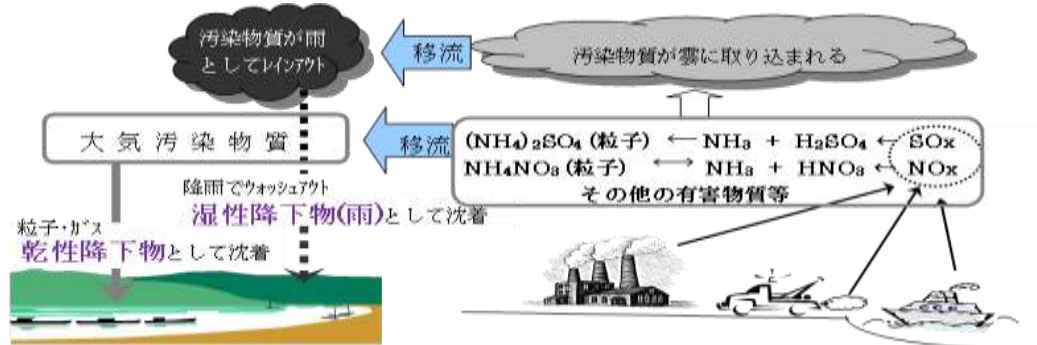 汚染物質が雨
としてﾚｲﾝｱｳﾄ
移流
汚染物質が雲に取り込まれる
大気汚染物質
移流
(NH₄)₂SO₄(粒子) ← NH₃ + H₂SO₄ ← SOx
NH₄NO₃(粒子) ↔ NH₃ + HNO₃ ← NOx
その他の有害物質等
降雨でｳｫｯｼｭｱｳﾄ
湿性降下物(雨)として沈着
粒子・ｶﾞｽ
乾性降下物として沈着